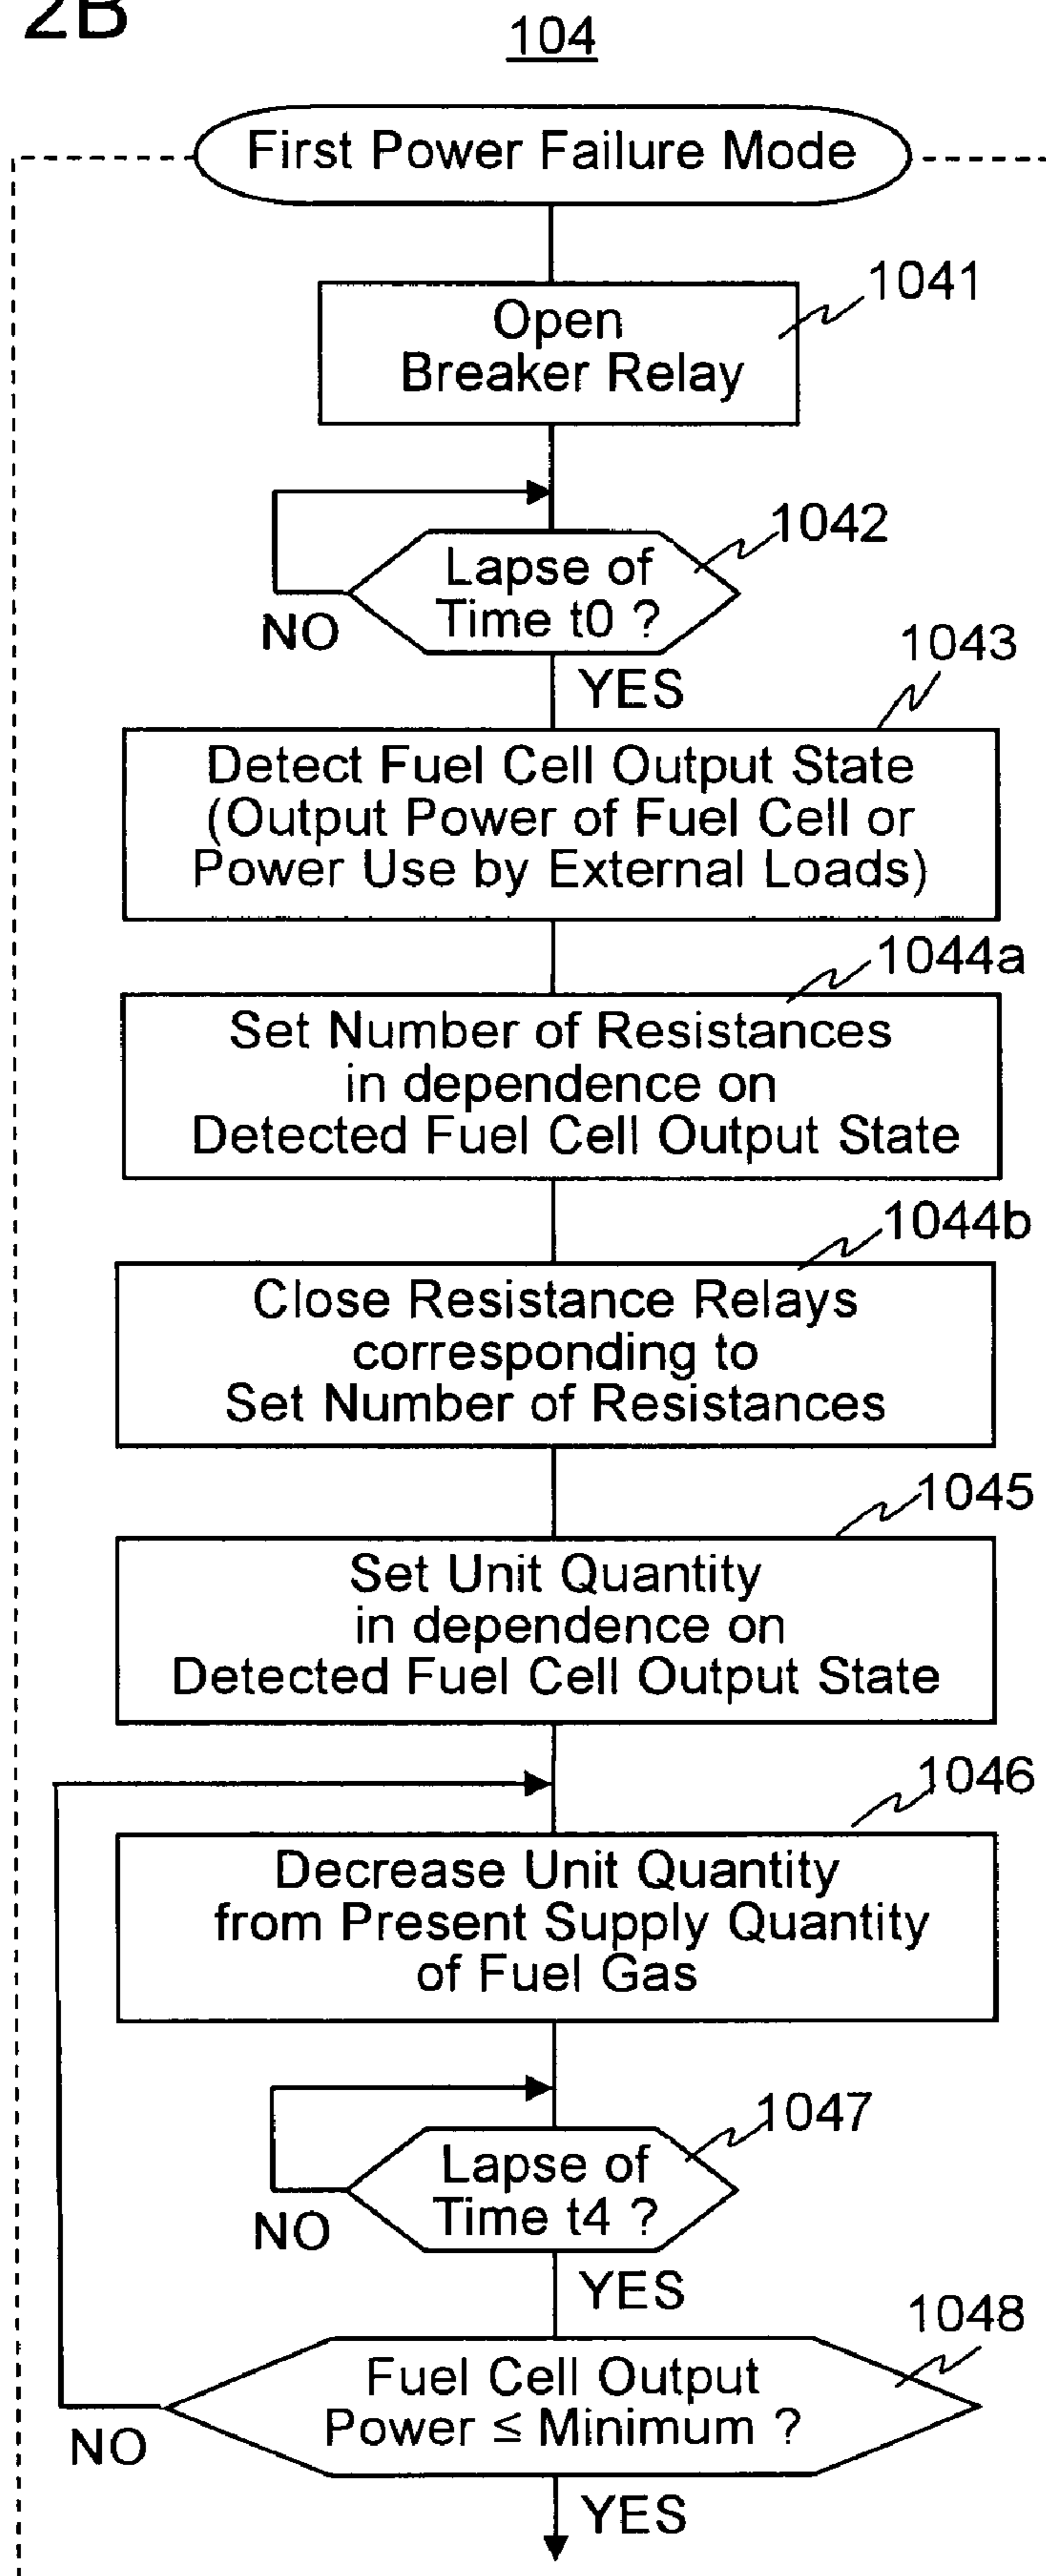 2B
104
First Power Failure Mode
1041
Open
Breaker Relay
1042
Lapse of
Time t0 ?
NO
YES
1043
Detect Fuel Cell Output State
(Output Power of Fuel Cell or
Power Use by External Loads)
1044a
Set Number of Resistances
in dependence on
Detected Fuel Cell Output State
1044b
Close Resistance Relays
corresponding to
Set Number of Resistances
1045
Set Unit Quantity
in dependence on
Detected Fuel Cell Output State
1046
Decrease Unit Quantity
from Present Supply Quantity
of Fuel Gas
1047
Lapse of
Time t4 ?
NO
YES
1048
Fuel Cell Output
Power ≤ Minimum ?
NO
YES